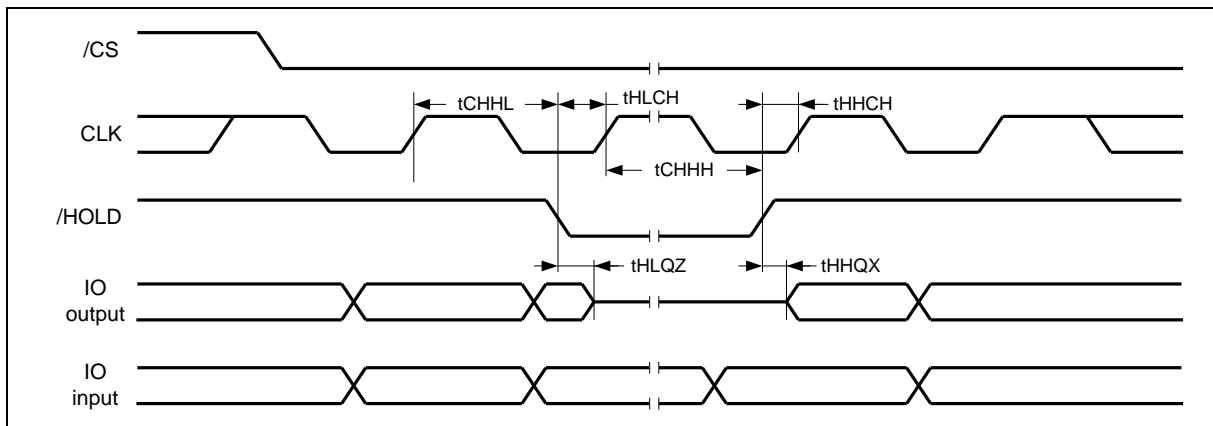 /CS
tCHHL
tHLCH
tHHCH
CLK
tCHHH
/HOLD
tHLQZ
tHHQX
IO
output
IO
input